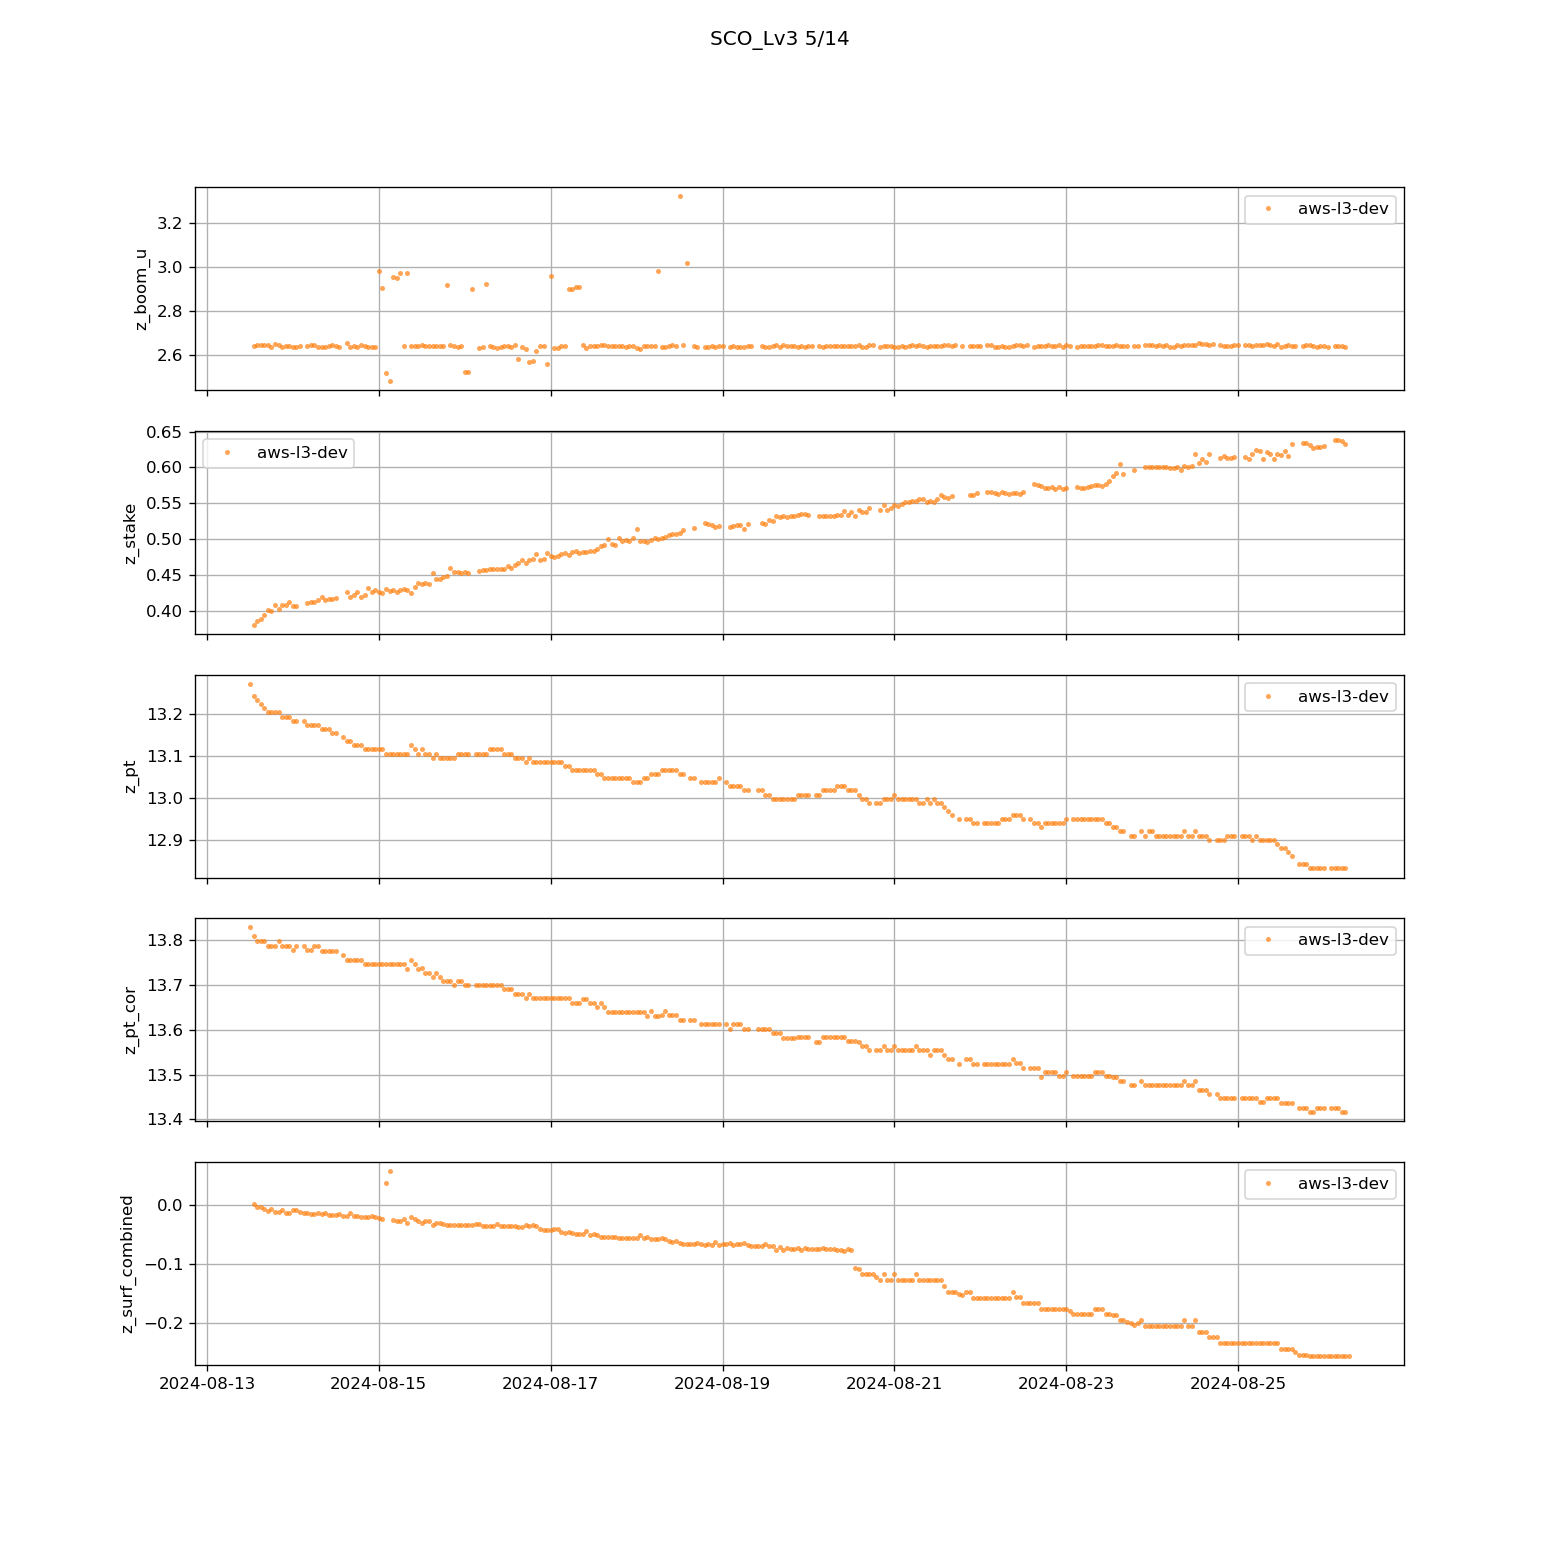 SCO_Lv3 5/14
z_boom_u
3.2
3.0
2.8
2.6
aws-l3-dev
z_stake
0.65
0.60
0.55
0.50
0.45
0.40
aws-l3-dev
z_pt
13.2
13.1
13.0
12.9
aws-l3-dev
z_pt_cor
13.8
13.7
13.6
13.5
13.4
aws-l3-dev
z_surf_combined
0.0
−0.1
−0.2
aws-l3-dev
2024-08-13 2024-08-15 2024-08-17 2024-08-19 2024-08-21 2024-08-23 2024-08-25